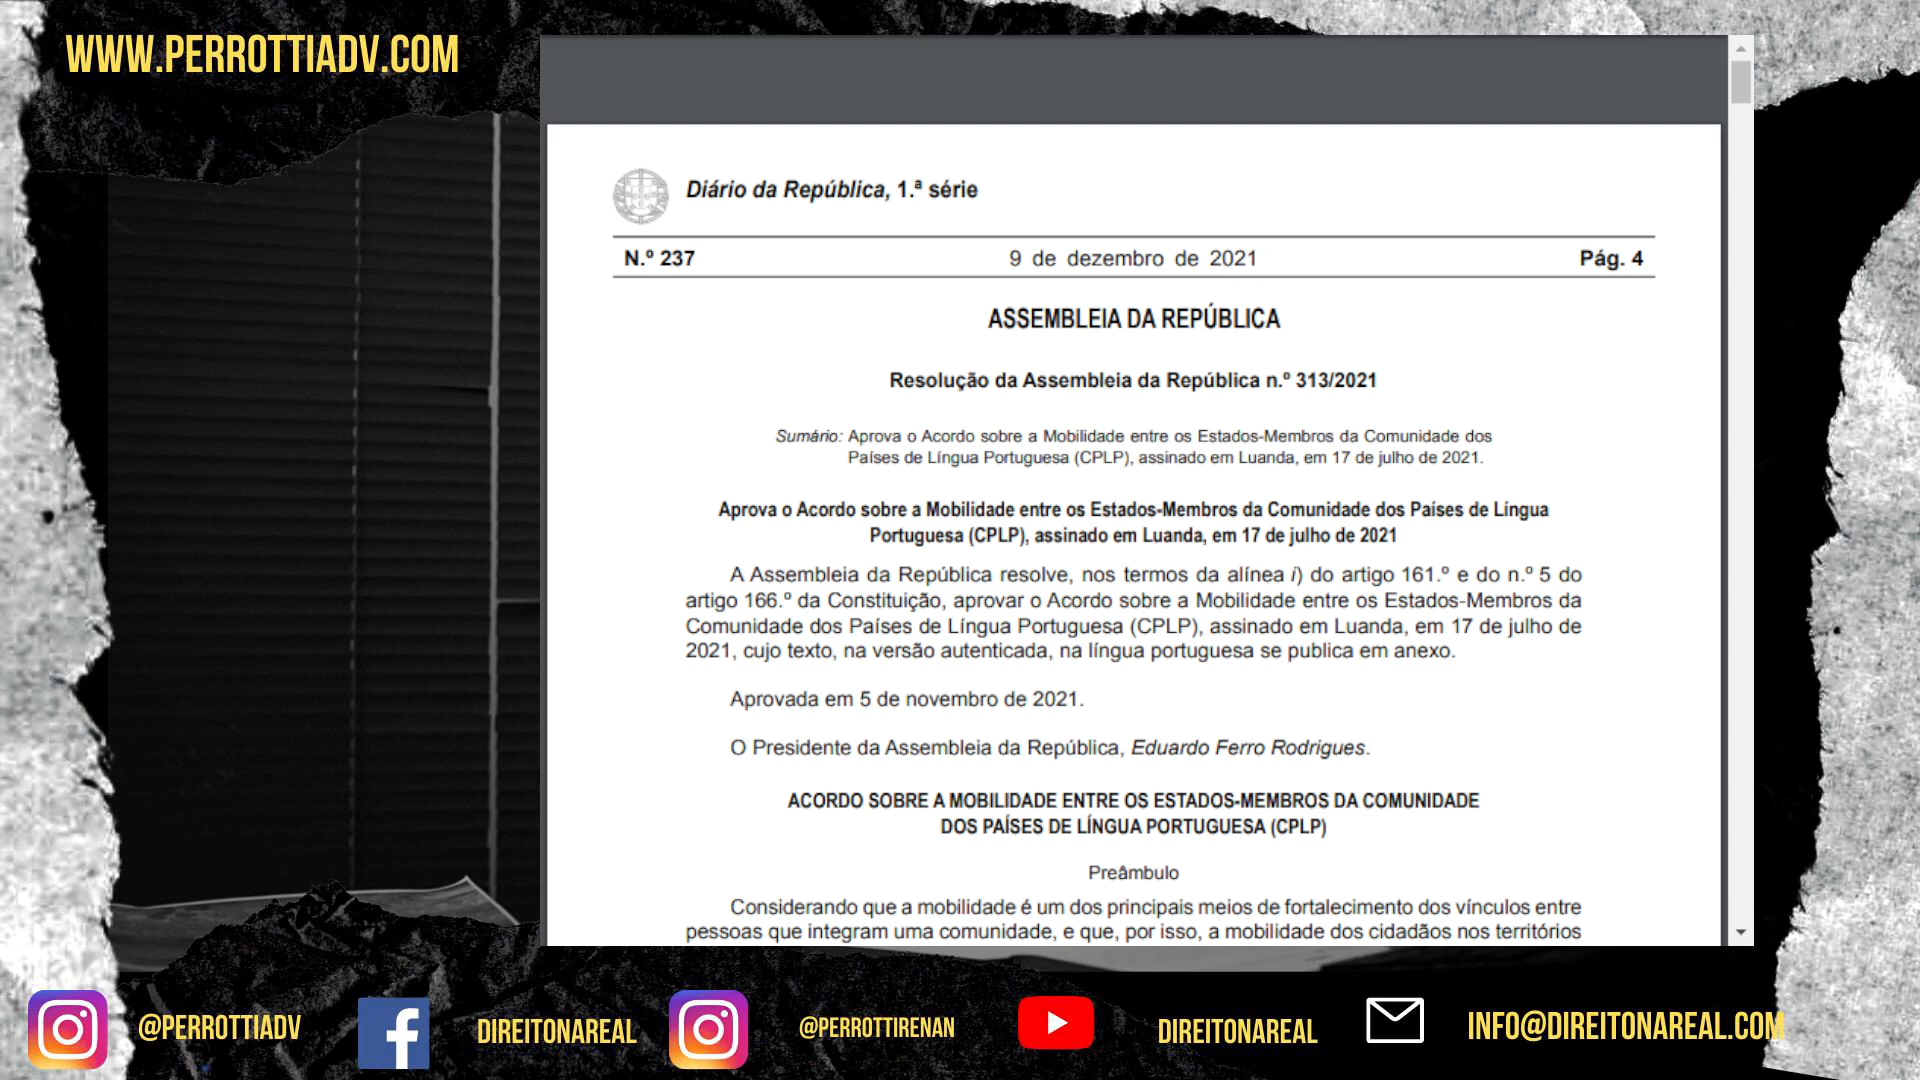 WWW.PERROTTIADV.COM
Diário da República, 1.ª série
N.º 237 9 de dezembro de 2021 Pág. 4
ASSEMBLEIA DA REPÚBLICA
Resolução da Assembleia da República n.º 313/2021
Sumário: Aprova o Acordo sobre a Mobilidade entre os Estados-Membros da Comunidade dos
Países de Língua Portuguesa (CPLP), assinado em Luanda, em 17 de julho de 2021.
Aprova o Acordo sobre a Mobilidade entre os Estados-Membros da Comunidade dos Países de Língua
Portuguesa (CPLP), assinado em Luanda, em 17 de julho de 2021
A Assembleia da República resolve, nos termos da alínea i) do artigo 161.º e do n.º 5 do
artigo 166.º da Constituição, aprovar o Acordo sobre a Mobilidade entre os Estados-Membros da
Comunidade dos Países de Língua Portuguesa (CPLP), assinado em Luanda, em 17 de julho de
2021, cujo texto, na versão autenticada, na língua portuguesa se publica em anexo.
Aprovada em 5 de novembro de 2021.
O Presidente da Assembleia da República, Eduardo Ferro Rodrigues.
ACORDO SOBRE A MOBILIDADE ENTRE OS ESTADOS-MEMBROS DA COMUNIDADE
DOS PAÍSES DE LÍNGUA PORTUGUESA (CPLP)
Preâmbulo
Considerando que a mobilidade é um dos principais meios de fortalecimento dos vínculos entre
pessoas que integram uma comunidade, e que, por isso, a mobilidade dos cidadãos nos territórios
@PERROTTIADV DIREITONAREAL @PERROTTIRENAN DIREITONAREAL INFO@DIREITONAREAL.COM